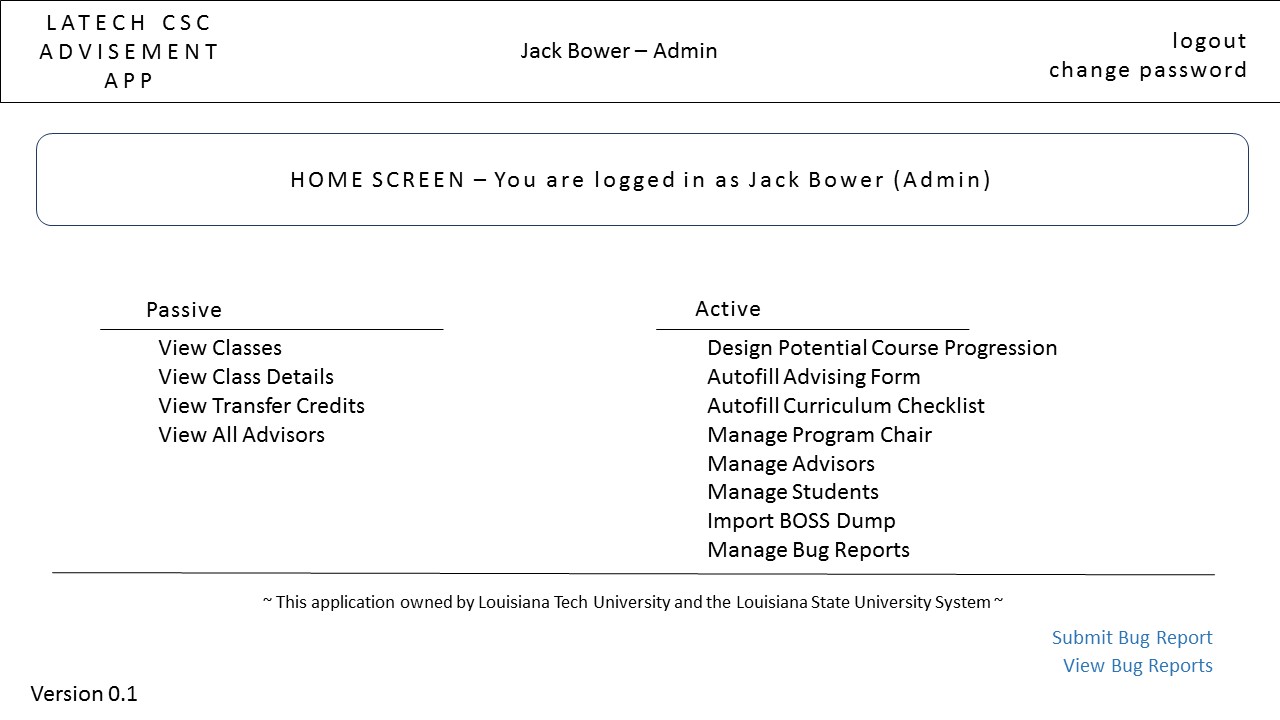 LATECH CSC
ADVISEMENT
APP
Jack Bower – Admin
logout
change password
HOME SCREEN – You are logged in as Jack Bower (Admin)
Passive
View Classes
View Class Details
View Transfer Credits
View All Advisors
Active
Design Potential Course Progression
Autofill Advising Form
Autofill Curriculum Checklist
Manage Program Chair
Manage Advisors
Manage Students
Import BOSS Dump
Manage Bug Reports
~ This application owned by Louisiana Tech University and the Louisiana State University System ~
Submit Bug Report
View Bug Reports
Version 0.1